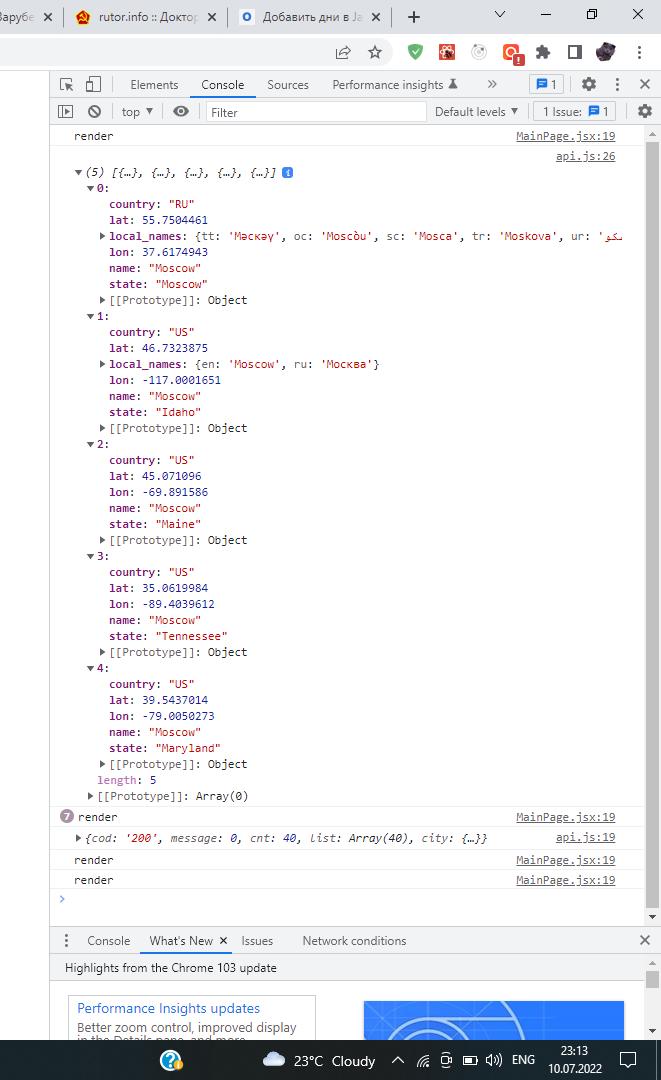 Зарубе
rutor.info :: Доктор
Добавить дни в Ja
Elements Console Sources Performance insights 1
top Filter Default levels 1 Issue: 1
render MainPage.jsx:19
api.js:26
(5) [{…}, {…}, {…}, {…}, {…}]
0:
country: "RU"
lat: 55.7504461
local_names: {tt: 'Мәскәү', oc: 'Moscòu', sc: 'Mosca', tr: 'Moskova', ur: '
lon: 37.6174943
name: "Moscow"
state: "Moscow"
[[Prototype]]: Object
1:
country: "US"
lat: 46.7323875
local_names: {en: 'Moscow', ru: 'Москва'}
lon: -117.0001651
name: "Moscow"
state: "Idaho"
[[Prototype]]: Object
2:
country: "US"
lat: 45.071096
lon: -69.891586
name: "Moscow"
state: "Maine"
[[Prototype]]: Object
3:
country: "US"
lat: 35.0619984
lon: -89.4039612
name: "Moscow"
state: "Tennessee"
[[Prototype]]: Object
4:
country: "US"
lat: 39.5437014
lon: -79.0050273
name: "Moscow"
state: "Maryland"
[[Prototype]]: Object
length: 5
[[Prototype]]: Array(0)
7 render MainPage.jsx:19
{cod: '200', message: 0, cnt: 40, list: Array(40), city: {…}} api.js:19
render MainPage.jsx:19
render MainPage.jsx:19
Console What's New Issues Network conditions
Highlights from the Chrome 103 update
Performance Insights updates
Better zoom control, improved display
in the Details pane, and more
23°C Cloudy ENG 23:13
10.07.2022